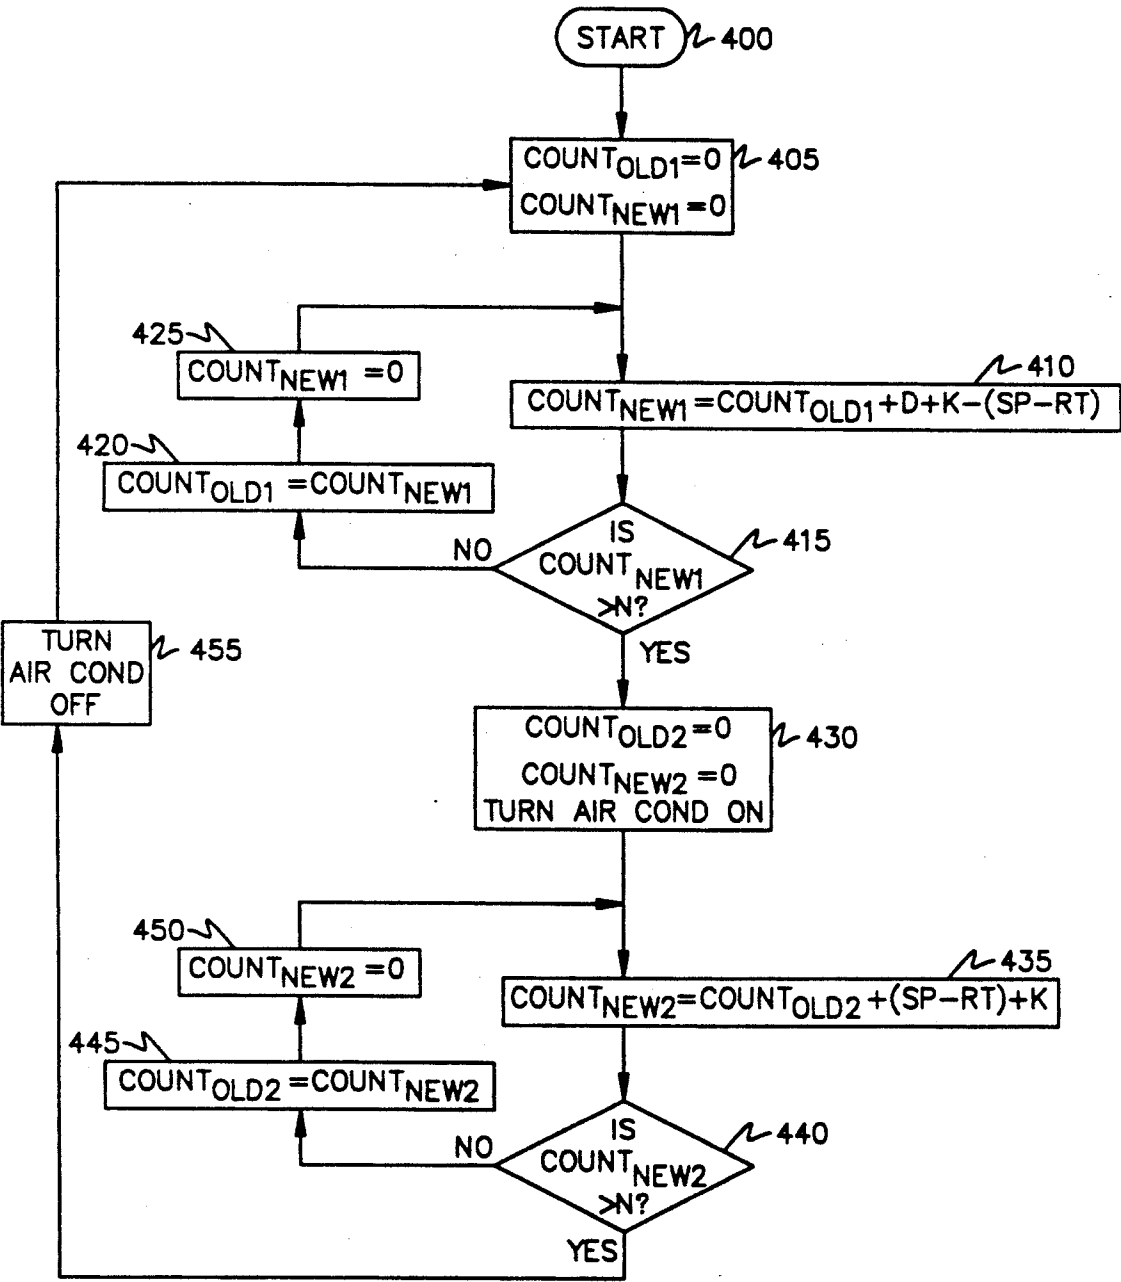 START 400
COUNTOLD1=0 405
COUNTNEW1=0
425
COUNTNEW1=0
410
COUNTNEW1=COUNTOLD1+D+K-(SP-RT)
420
COUNTOLD1=COUNTNEW1
NO
IS
COUNTNEW1
>N?
415
YES
TURN
AIR COND
OFF
455
COUNTOLD2=0
COUNTNEW2=0
TURN AIR COND ON
430
450
COUNTNEW2=0
435
COUNTNEW2=COUNTOLD2+(SP-RT)+K
445
COUNTOLD2=COUNTNEW2
NO
IS
COUNTNEW2
>N?
440
YES